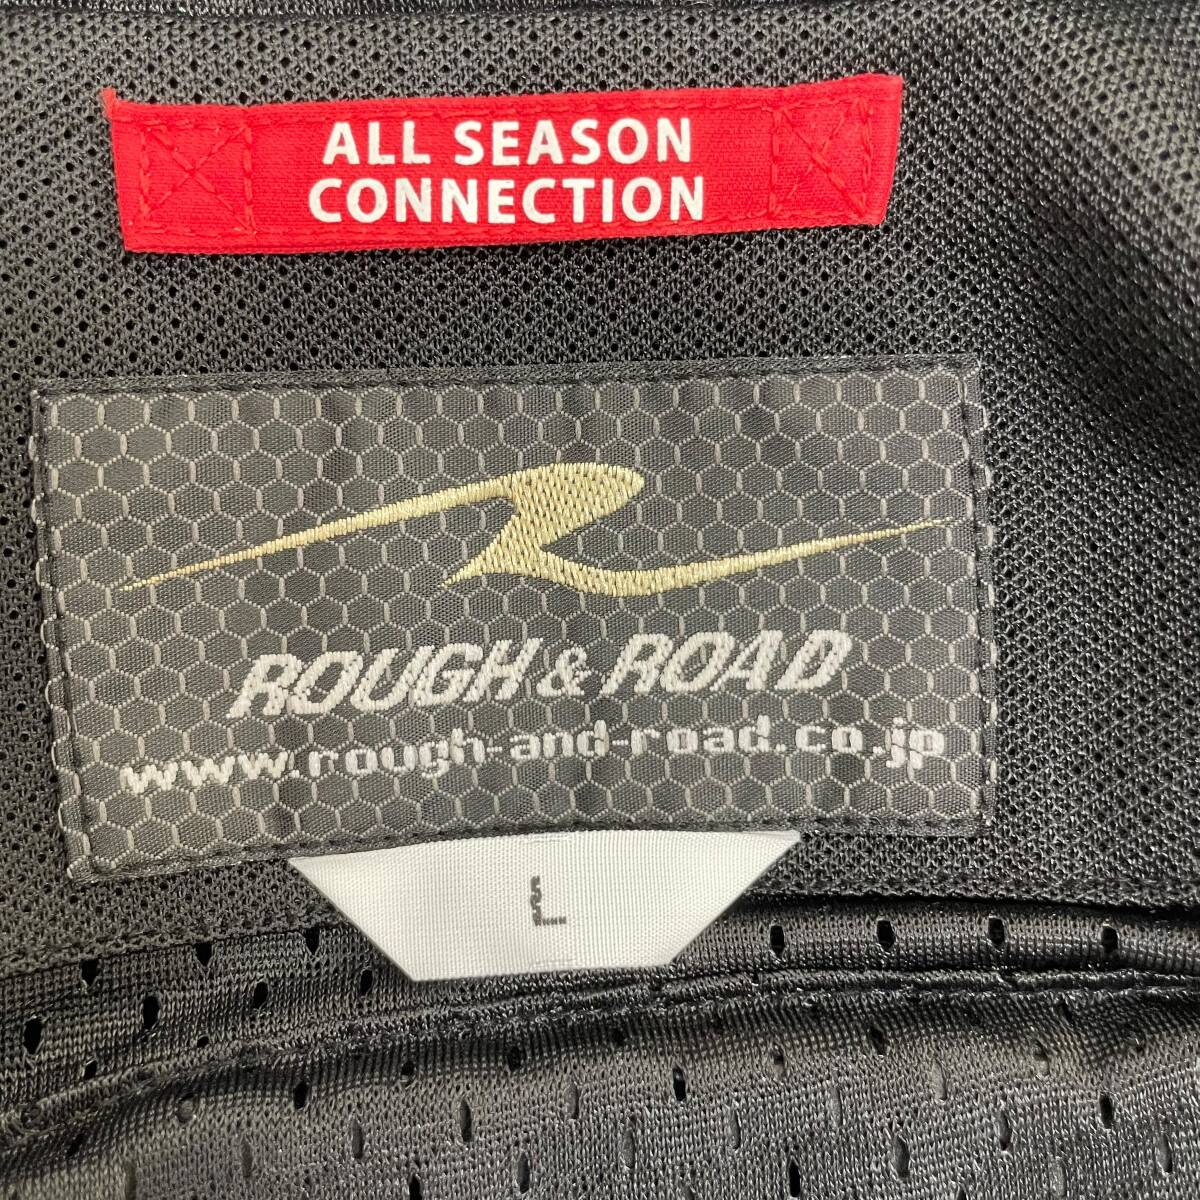 ALL SEASON
CONNECTION
ROUGH & ROAD
www.rough-and-road.co.jp
L